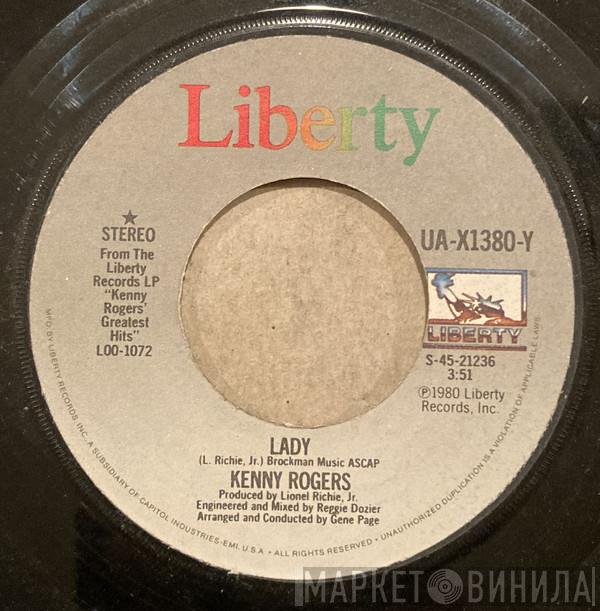 Liberty
★
STEREO
From The
Liberty
Records LP
"Kenny
Rogers'
Greatest
Hits"
LOO-1072
UA-X1380-Y
LIBERTY
®
S-45-21236
3:51
℗1980 Liberty
Records, Inc.
LADY
(L. Richie, Jr.) Brockman Music ASCAP
KENNY ROGERS
Produced by Lionel Richie, Jr.
Engineered and Mixed by Reggie Dozier
Arranged and Conducted by Gene Page
MFD. BY LIBERTY RECORDS INC. A SUBSIDIARY OF CAPITOL INDUSTRIES-EMI, U.S.A. • ALL RIGHTS RESERVED • UNAUTHORIZED DUPLICATION IS A VIOLATION OF APPLICABLE LAWS.
МАРКЕТ ВИНИЛА